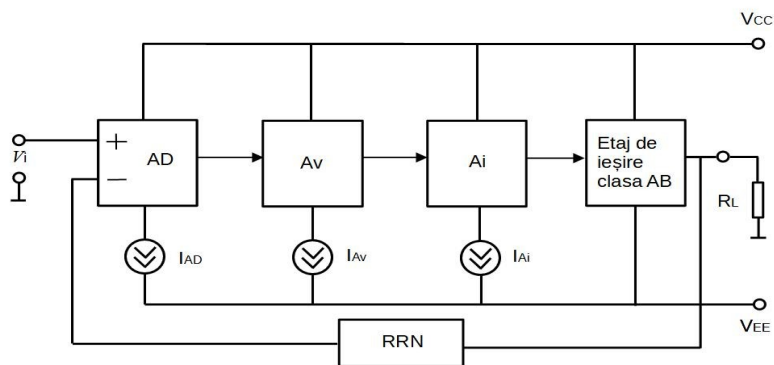 VCC
Vi
+
−
AD
Av
Ai
Etaj de
ieșire
clasa AB
RL
IAD
IAv
IAi
VEE
RRN